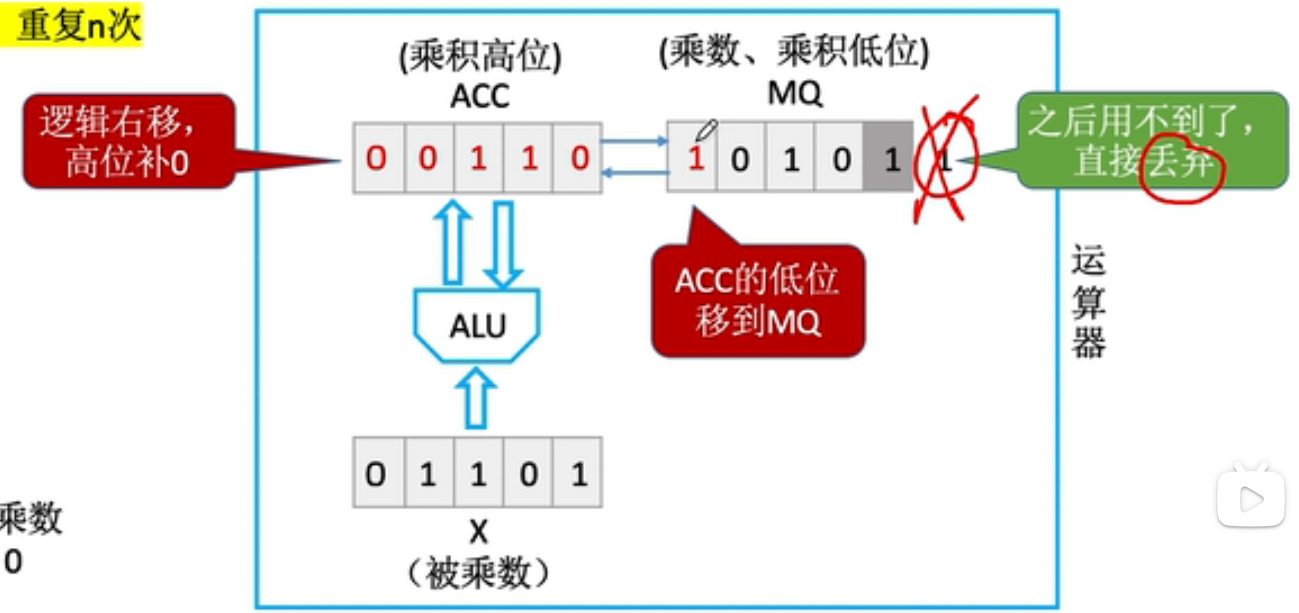 重复n次
(乘积高位)
ACC
(乘数、乘积低位)
MQ
逻辑右移，
高位补0
0 0 1 1 0
1 0 1 0 1 1
之后用不到了，
直接丢弃
ACC的低位
移到MQ
运
算
器
ALU
0 1 1 0 1
X
（被乘数）
乘数
0